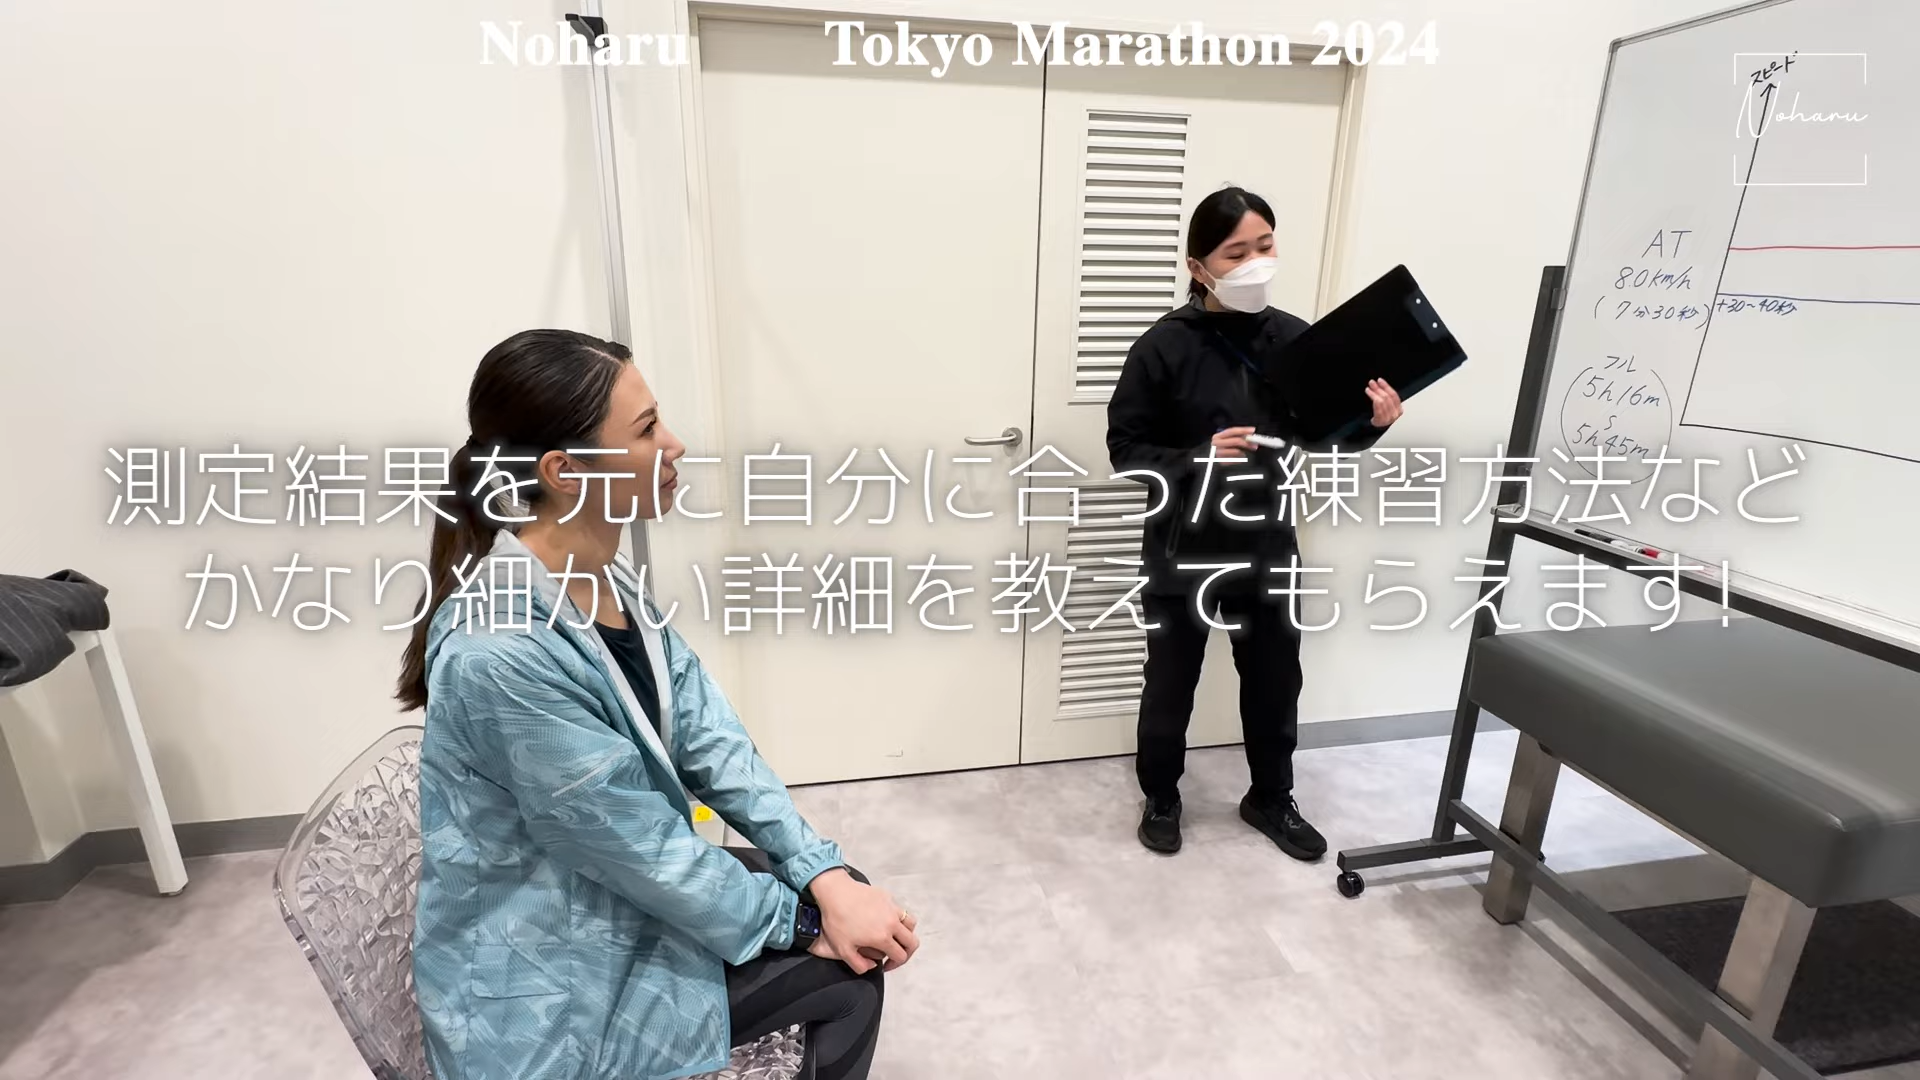 Noharu Tokyo Marathon 2024
スピード
Noharu
AT
8.0km/h
(7分30秒) +30~40秒
フル
5h16m
5h45m
測定結果を元に自分に合った練習方法など
かなり細かい詳細を教えてもらえます!